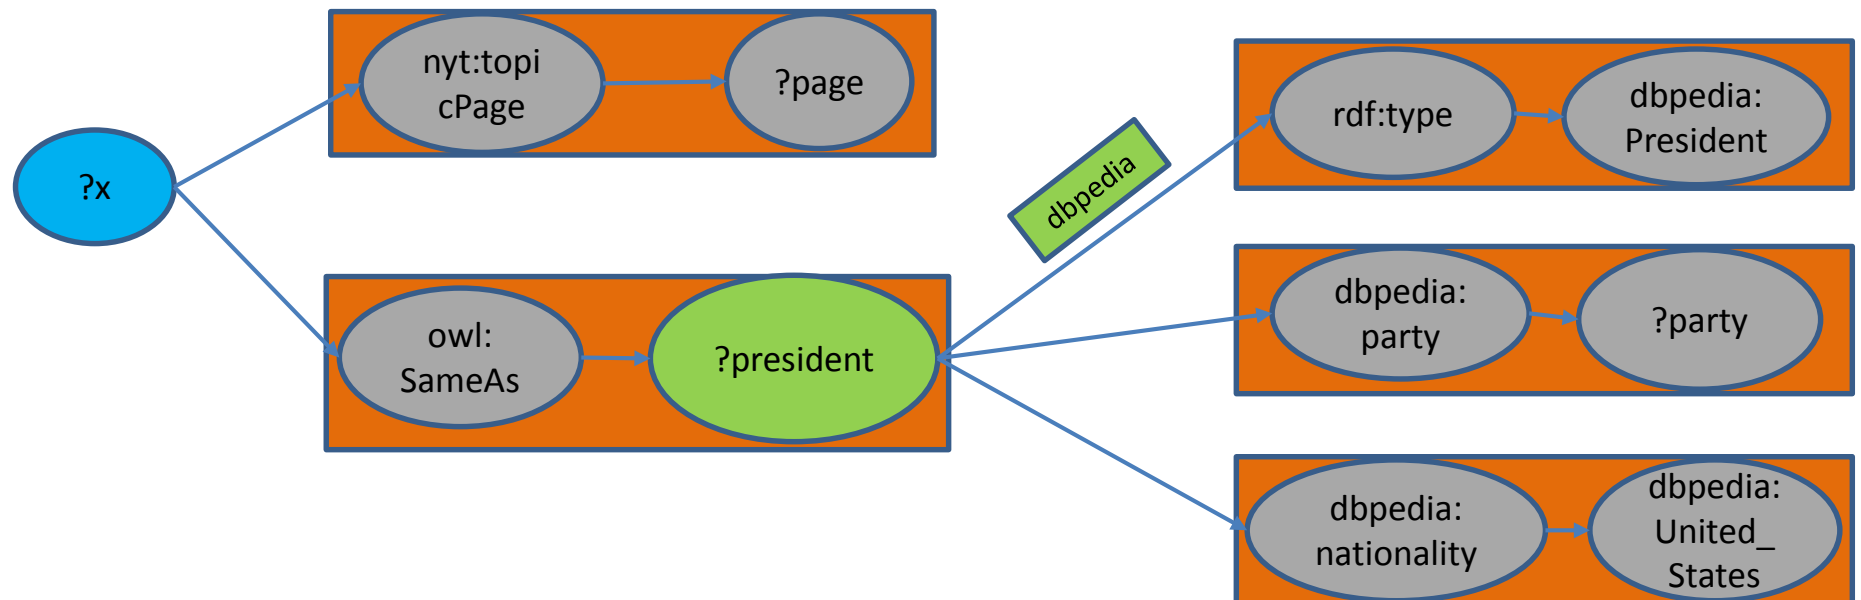 ?x
nyt:topi
cPage
?page
owl:
SameAs
?president
dbpedia
rdf:type
dbpedia:
President
dbpedia:
party
?party
dbpedia:
nationality
dbpedia:
United_
States